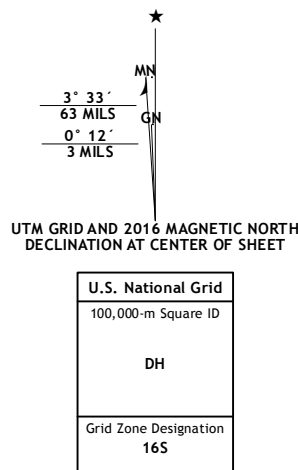 ★
MN
3° 33´
63 MILS
GN
0° 12´
3 MILS
UTM GRID AND 2016 MAGNETIC NORTH
DECLINATION AT CENTER OF SHEET
U.S. National Grid
100,000-m Square ID
DH
Grid Zone Designation
16S